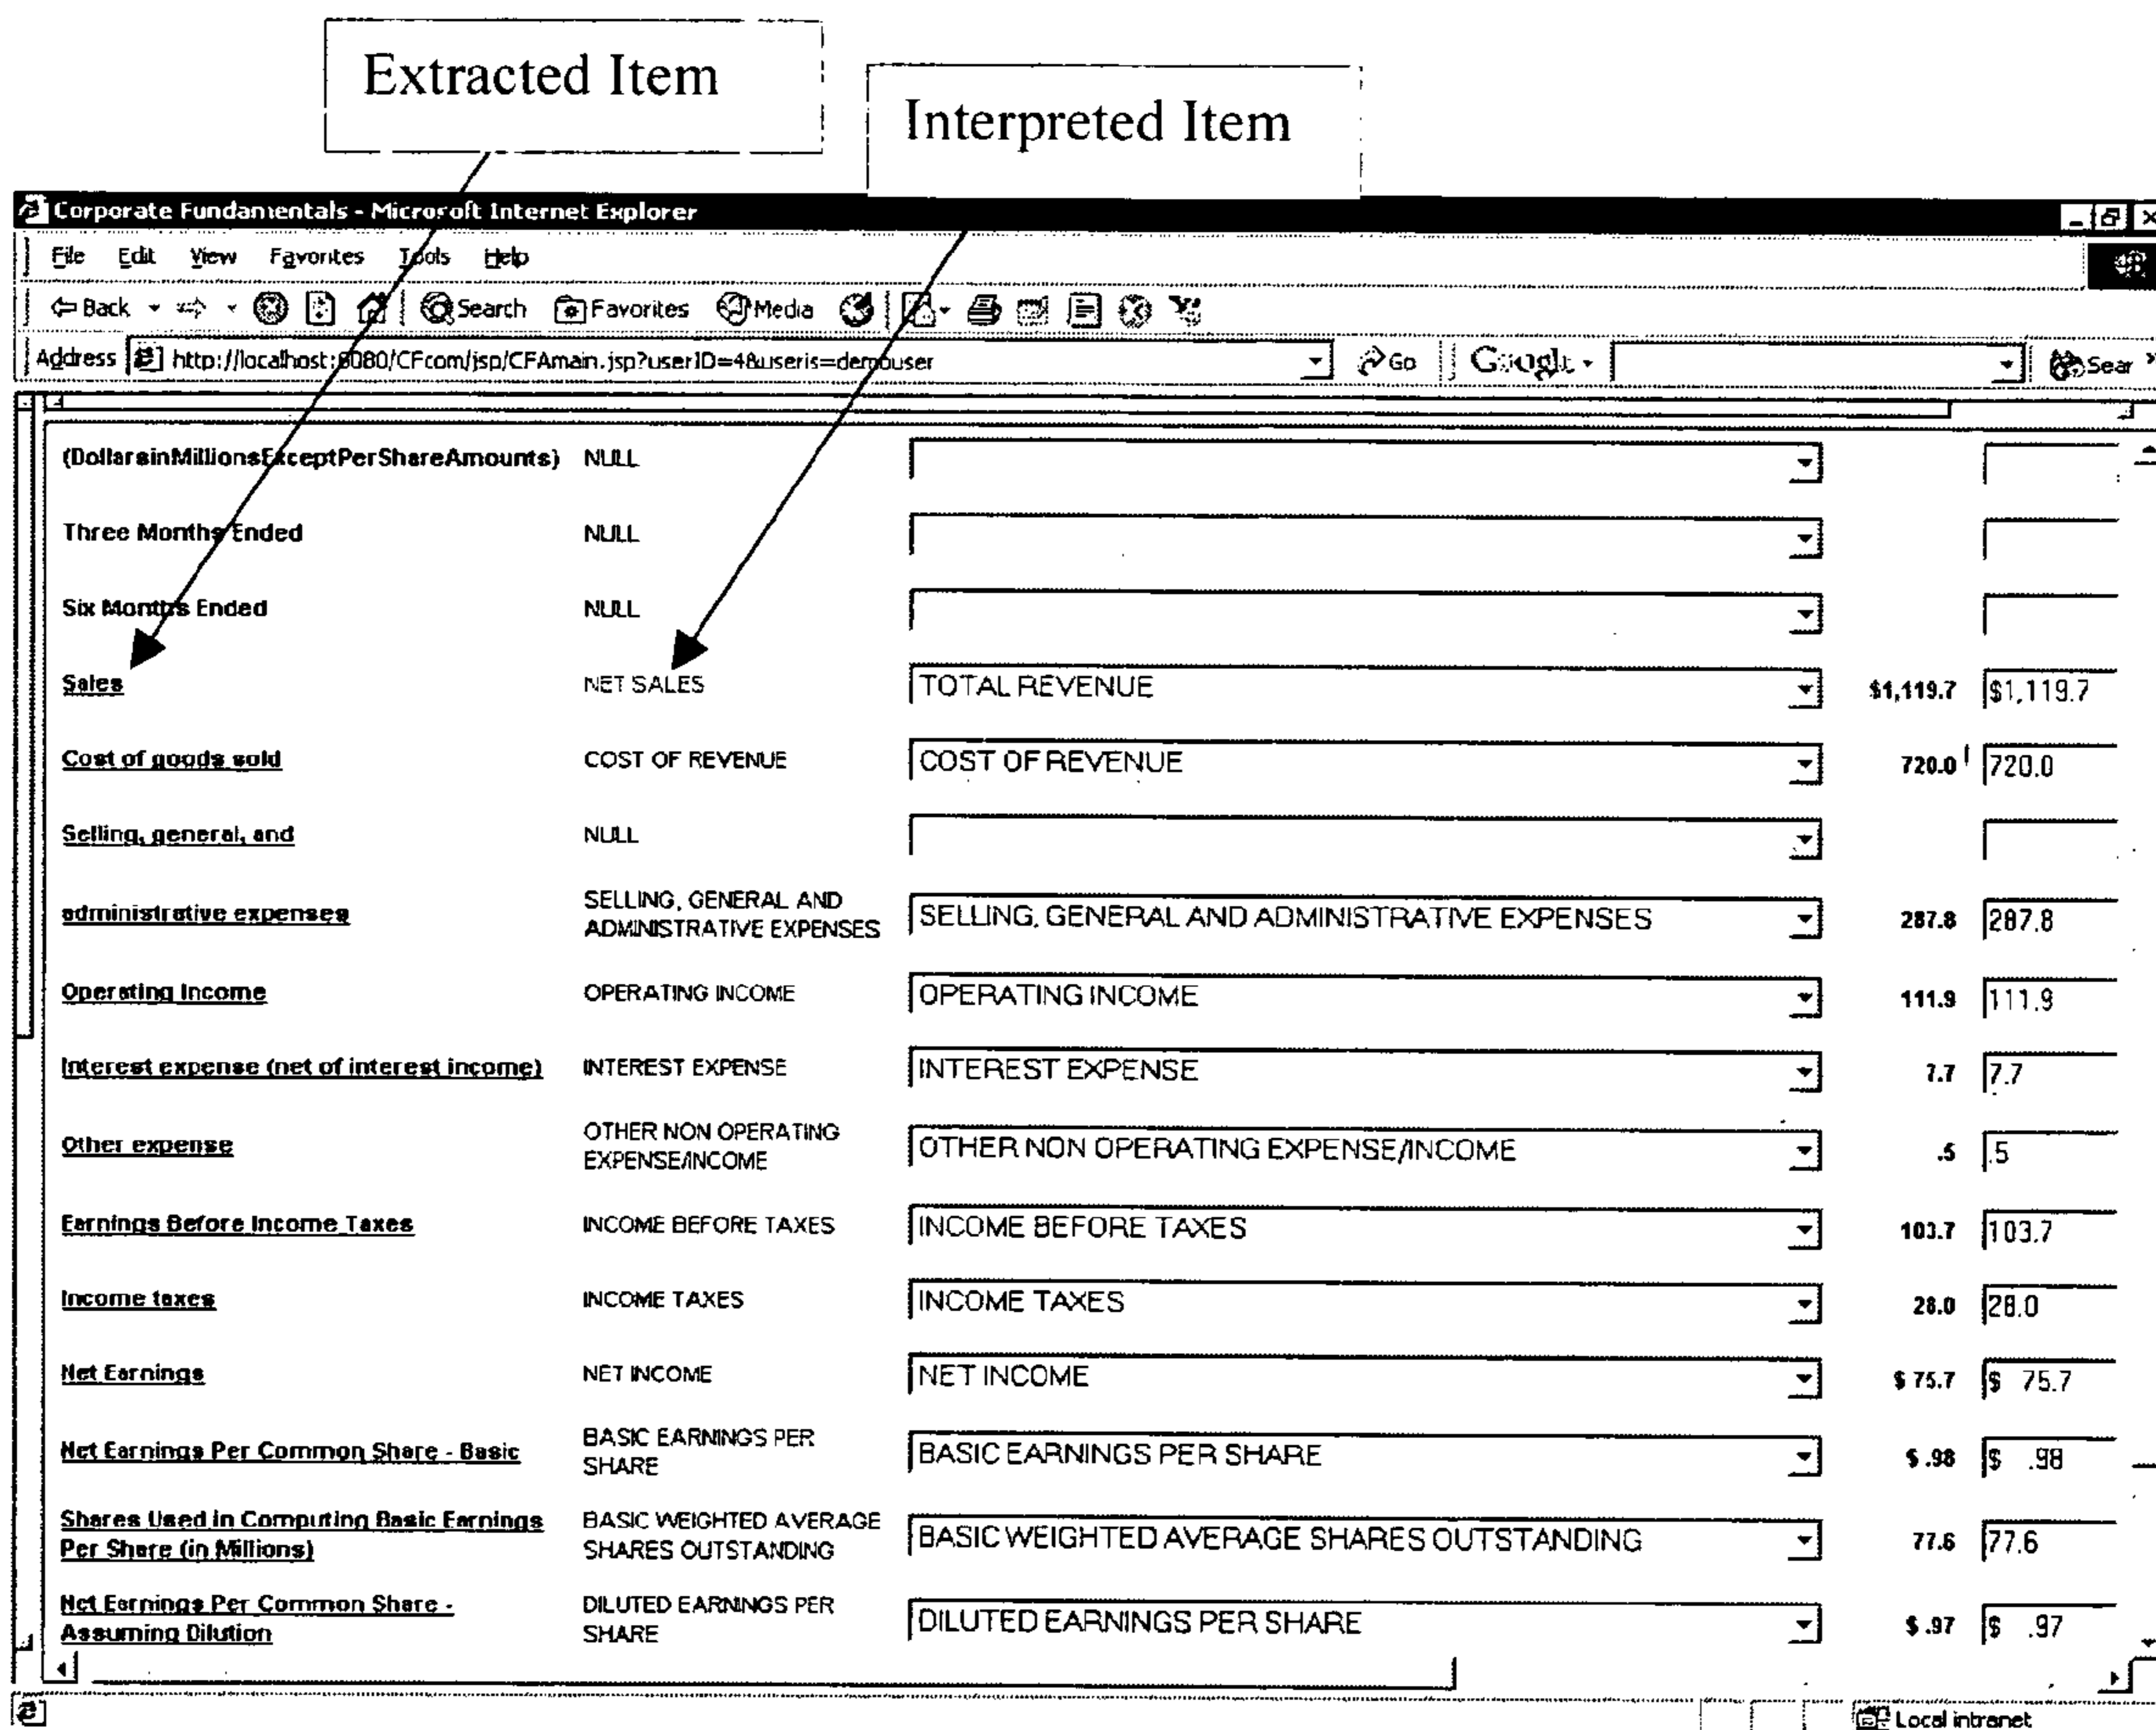 Extracted Item
Interpreted Item
Corporate Fundamentals - Microsoft Internet Explorer
File Edit View Favorites Tools Help
Back Search Favorites Media
Address http://localhost:8080/CFcom/jsp/CFAmain.jsp?userID=4&useris=demouser Go Google Sear
(DollarsinMillionsExceptPerShareAmounts) NULL
Three Months Ended NULL
Six Months Ended NULL
Sales NET SALES TOTAL REVENUE $1,119.7 $1,119.7
Cost of goods sold COST OF REVENUE COST OF REVENUE 720.0 720.0
Selling, general, and NULL
SELLING, GENERAL AND
administrative expenses ADMINISTRATIVE EXPENSES SELLING, GENERAL AND ADMINISTRATIVE EXPENSES 287.8 287.8
Operating Income OPERATING INCOME OPERATING INCOME 111.9 111.9
Interest expense (net of interest income) INTEREST EXPENSE INTEREST EXPENSE 7.7 7.7
Other expense OTHER NON OPERATING OTHER NON OPERATING EXPENSE/INCOME .5 .5
EXPENSE/INCOME
Earnings Before Income Taxes INCOME BEFORE TAXES INCOME BEFORE TAXES 103.7 103.7
Income taxes INCOME TAXES INCOME TAXES 28.0 28.0
Net Earnings NET INCOME NET INCOME $ 75.7 $ 75.7
Net Earnings Per Common Share - Basic BASIC EARNINGS PER BASIC EARNINGS PER SHARE $ .98 $ .98
SHARE
Shares Used in Computing Basic Earnings BASIC WEIGHTED AVERAGE BASIC WEIGHTED AVERAGE SHARES OUTSTANDING 77.6 77.6
Per Share (in Millions) SHARES OUTSTANDING
Net Earnings Per Common Share - DILUTED EARNINGS PER DILUTED EARNINGS PER SHARE $ .97 $ .97
Assuming Dilution SHARE
Local intranet